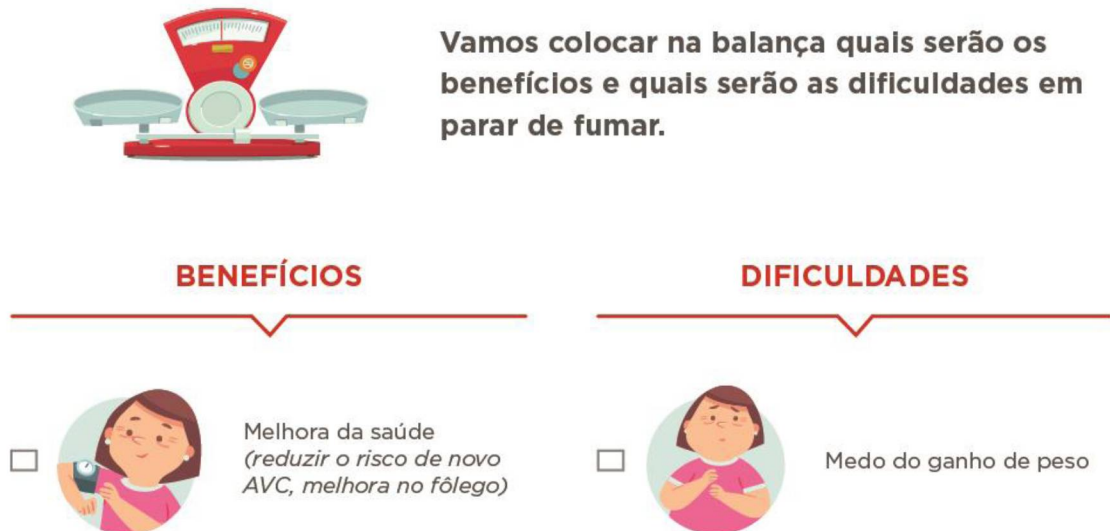 Vamos colocar na balança quais serão os
benefícios e quais serão as dificuldades em
parar de fumar.
BENEFÍCIOS
DIFICULDADES
Melhora da saúde
(reduzir o risco de novo
AVC, melhora no fôlego)
Medo do ganho de peso